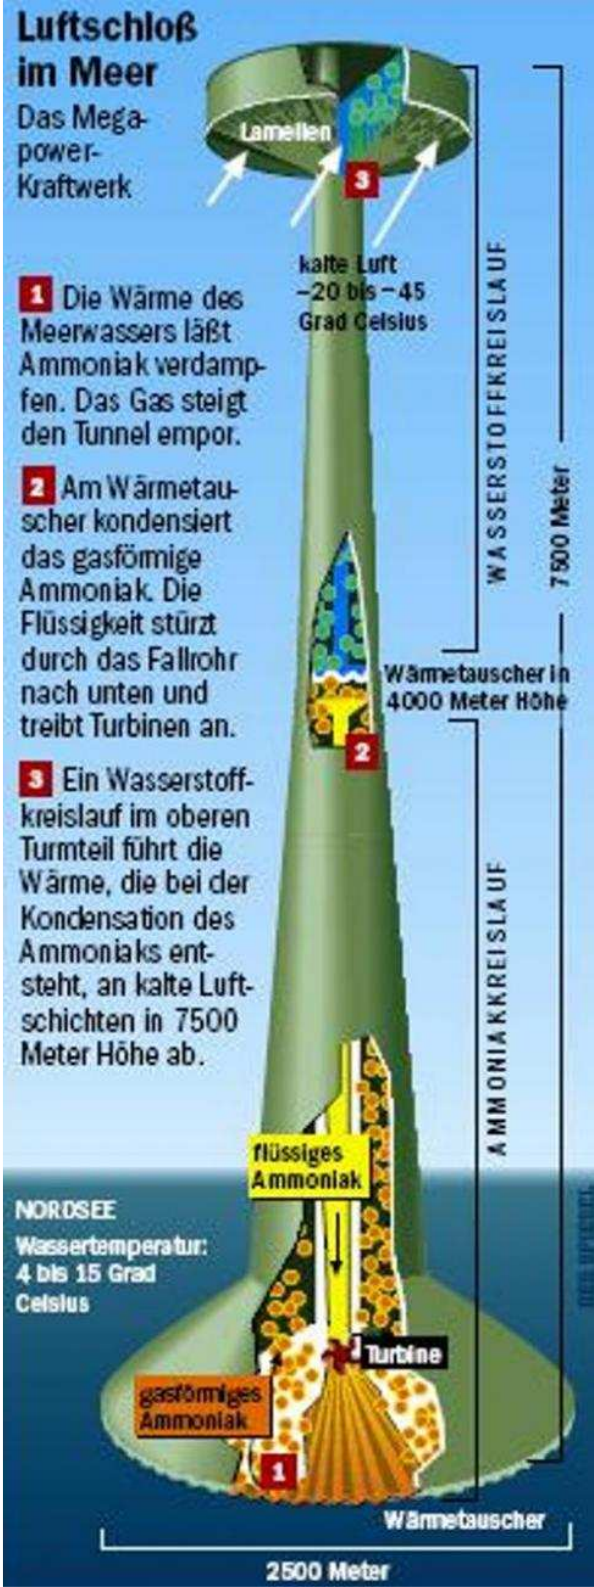 Luftschloß
im Meer
Das Mega-
power-
Kraftwerk
Lamellen
3
kalte Luft
–20 bis –45
Grad Celsius
1 Die Wärme des
Meerwassers läßt
Ammoniak verdamp-
fen. Das Gas steigt
den Tunnel empor.
2 Am Wärmetau-
scher kondensiert
das gasförmige
Ammoniak. Die
Flüssigkeit stürzt
durch das Fallrohr
nach unten und
treibt Turbinen an.
3 Ein Wasserstoff-
kreislauf im oberen
Turmteil führt die
Wärme, die bei der
Kondensation des
Ammoniaks ent-
steht, an kalte Luft-
schichten in 7500
Meter Höhe ab.
WASSERSTOFFKREISLAUF
7500 Meter
Wärmetauscher in
4000 Meter Höhe
2
AMMONIAKKREISLAUF
flüssiges
Ammoniak
NORDSEE
Wassertemperatur:
4 bis 15 Grad
Celsius
DER SPIEGEL
Turbine
gasförmiges
Ammoniak
1
Wärmetauscher
2500 Meter